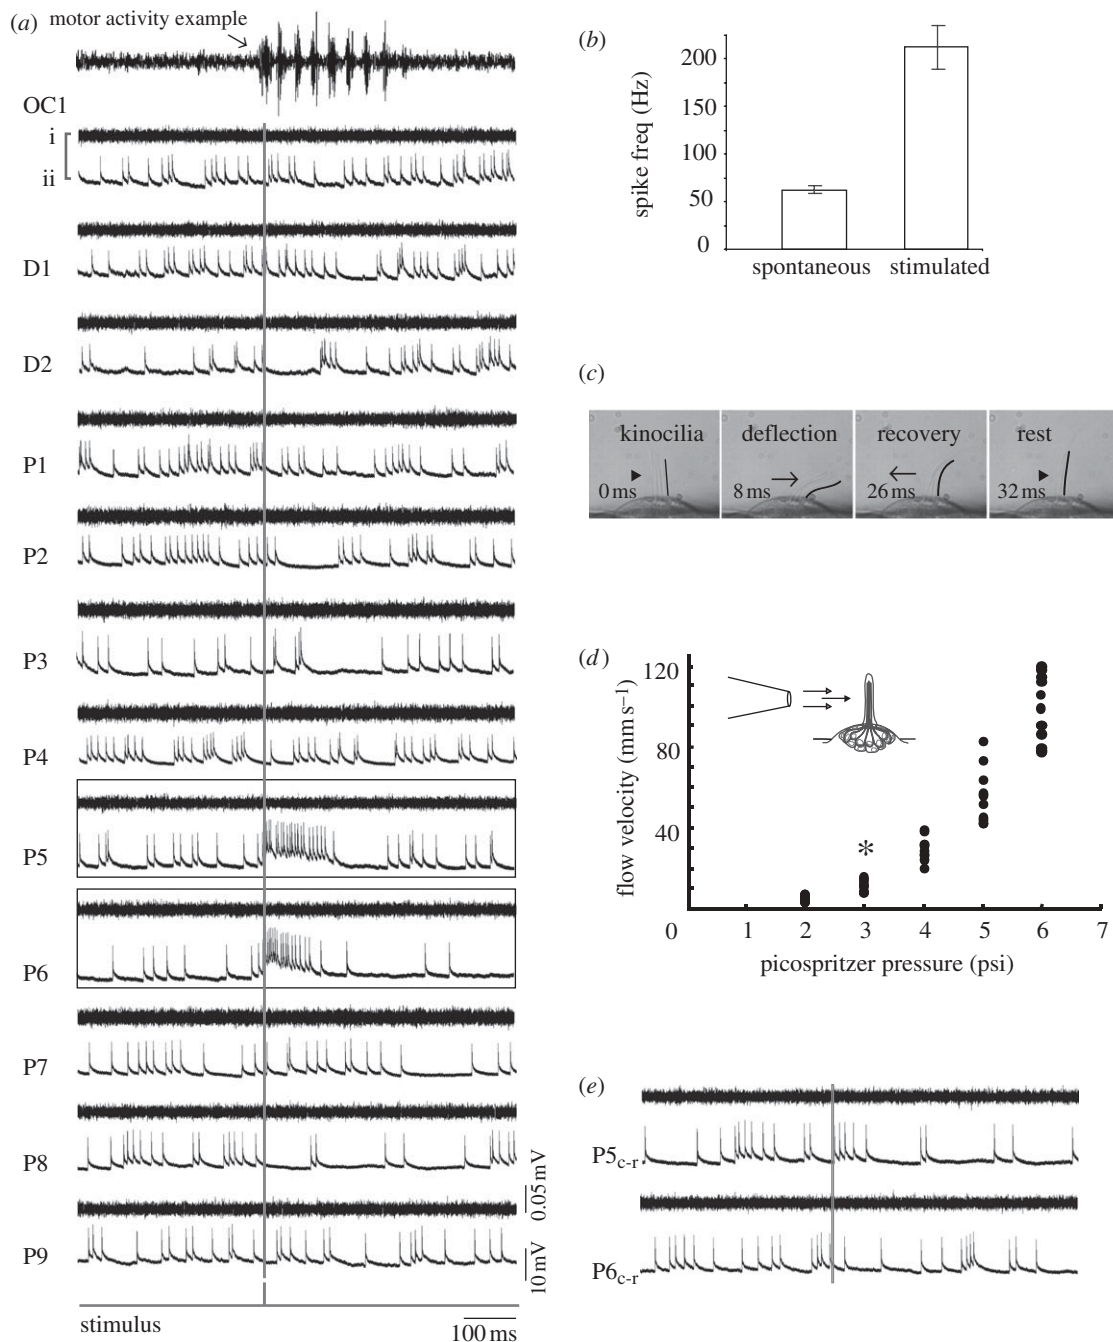 (a)
motor activity example
OC1
i
ii
D1
D2
P1
P2
P3
P4
P5
P6
P7
P8
P9
0.05 mV
10 mV
stimulus
100 ms
(b)
spike freq (Hz)
200
150
100
50
0
spontaneous
stimulated
(c)
kinocilia
0 ms
deflection
8 ms
recovery
26 ms
rest
32 ms
(d)
flow velocity (mm s⁻¹)
120
80
40
0
*
1 2 3 4 5 6 7
picospritzer pressure (psi)
(e)
P5c-r
P6c-r